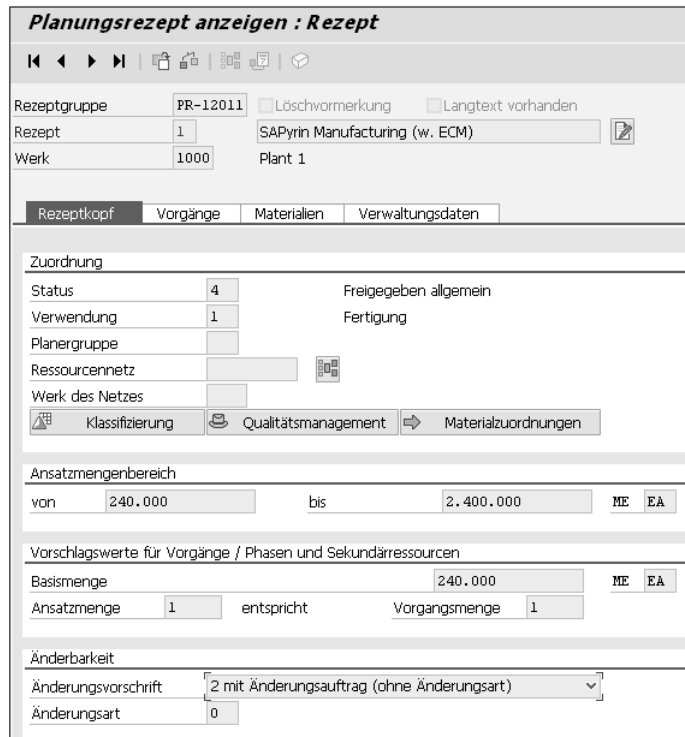 Planungsrezept anzeigen : Rezept
Rezeptgruppe PR-12011 Löschvormerkung Langtext vorhanden
Rezept 1 SAPyrin Manufacturing (w. ECM)
Werk 1000 Plant 1
Rezeptkopf Vorgänge Materialien Verwaltungsdaten
Zuordnung
Status 4 Freigegeben allgemein
Verwendung 1 Fertigung
Planergruppe
Ressourcennetz
Werk des Netzes
Klassifizierung Qualitätsmanagement Materialzuordnungen
Ansatzmengenbereich
von 240.000 bis 2.400.000 ME EA
Vorschlagswerte für Vorgänge / Phasen und Sekundärressourcen
Basismenge 240.000 ME EA
Ansatzmenge 1 entspricht Vorgangsmenge 1
Änderbarkeit
Änderungsvorschrift 2 mit Änderungsauftrag (ohne Änderungsart)
Änderungsart 0